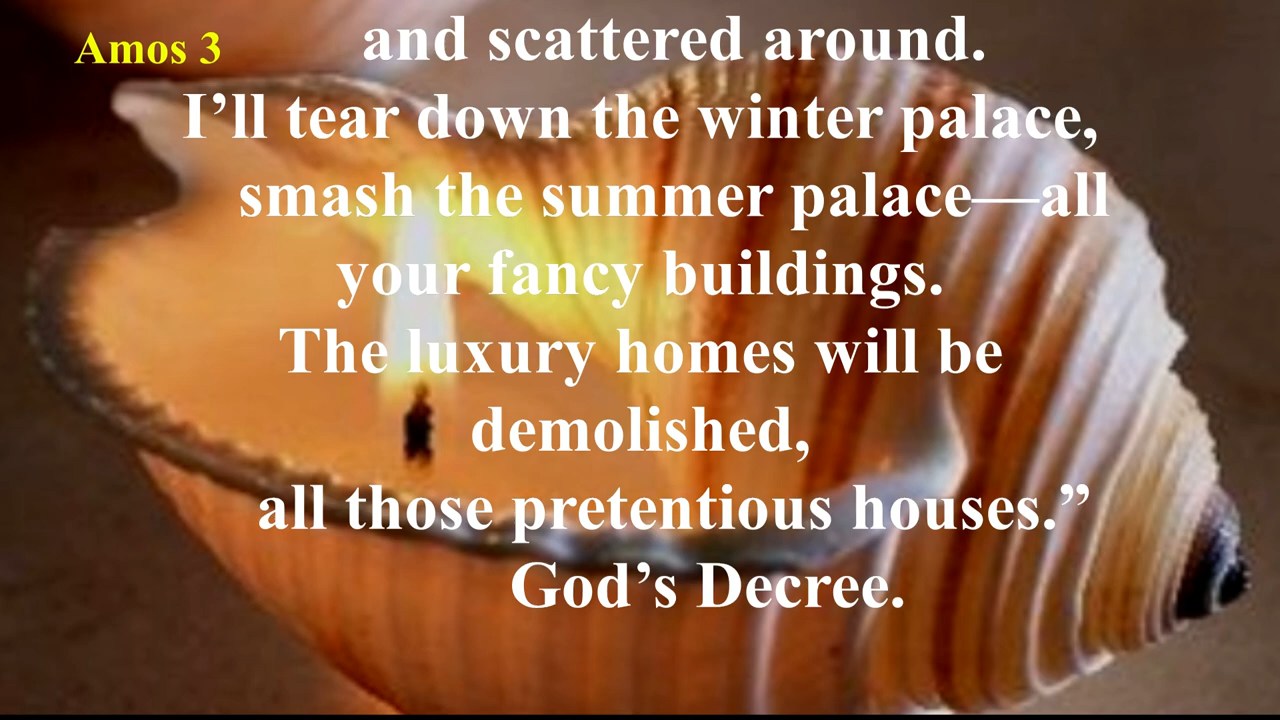 Amos 3
and scattered around.
I’ll tear down the winter palace,
smash the summer palace—all
your fancy buildings.
The luxury homes will be
demolished,
all those pretentious houses.”
God’s Decree.